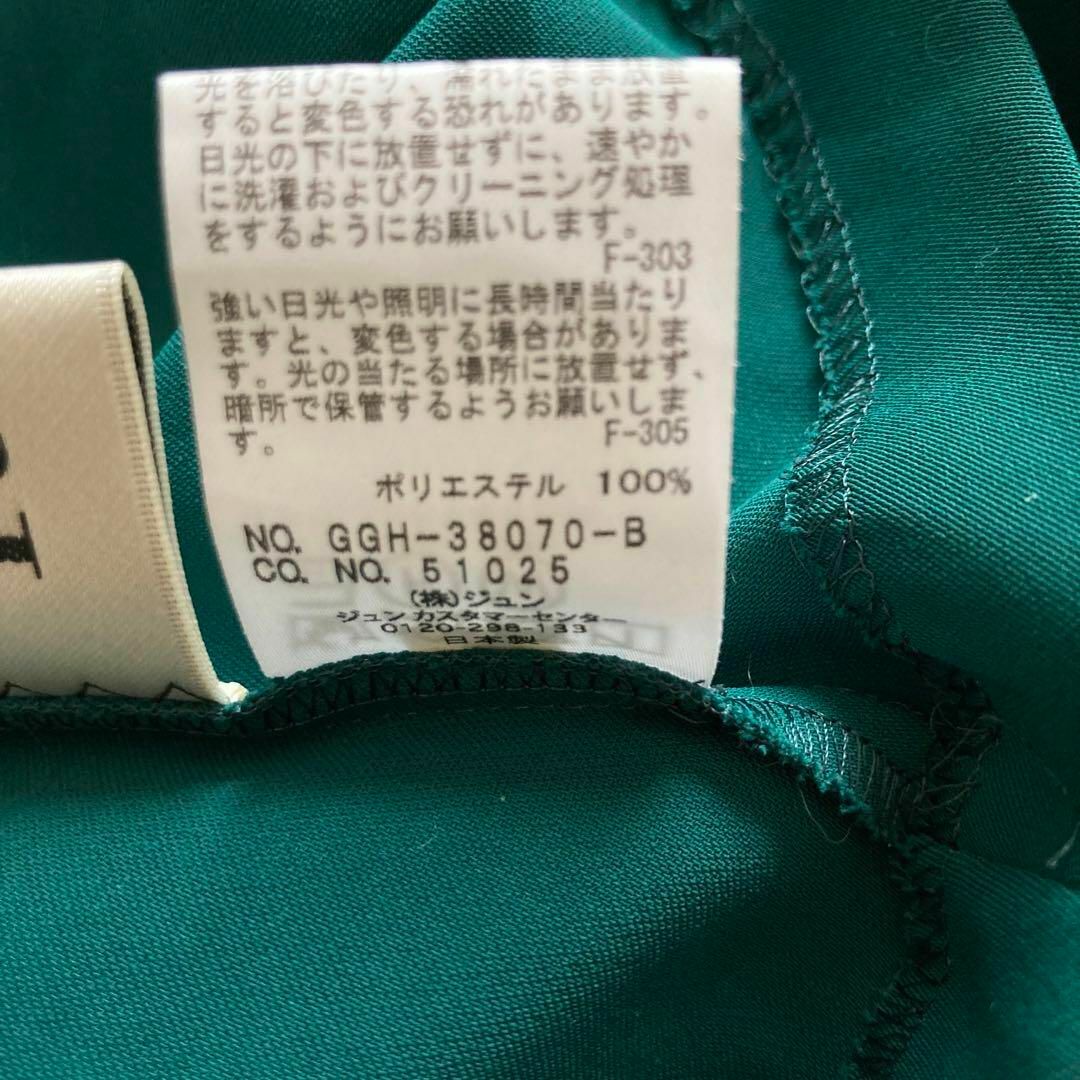 光を浴びたり、濡れたまま放置
すると変色する恐れがあります。
日光の下に放置せずに、速やか
に洗濯およびクリーニング処理
をするようにお願いします。
F-303
強い日光や照明に長時間当たり
ますと、変色する場合がありま
す。光の当たる場所に放置せず、
暗所で保管するようお願いしま
す。
F-305
ポリエステル 100%
NO. GGH-38070-B
CO. NO. 51025
(株)ジュン
ジュン カスタマーセンター
0120-298-133
日本製